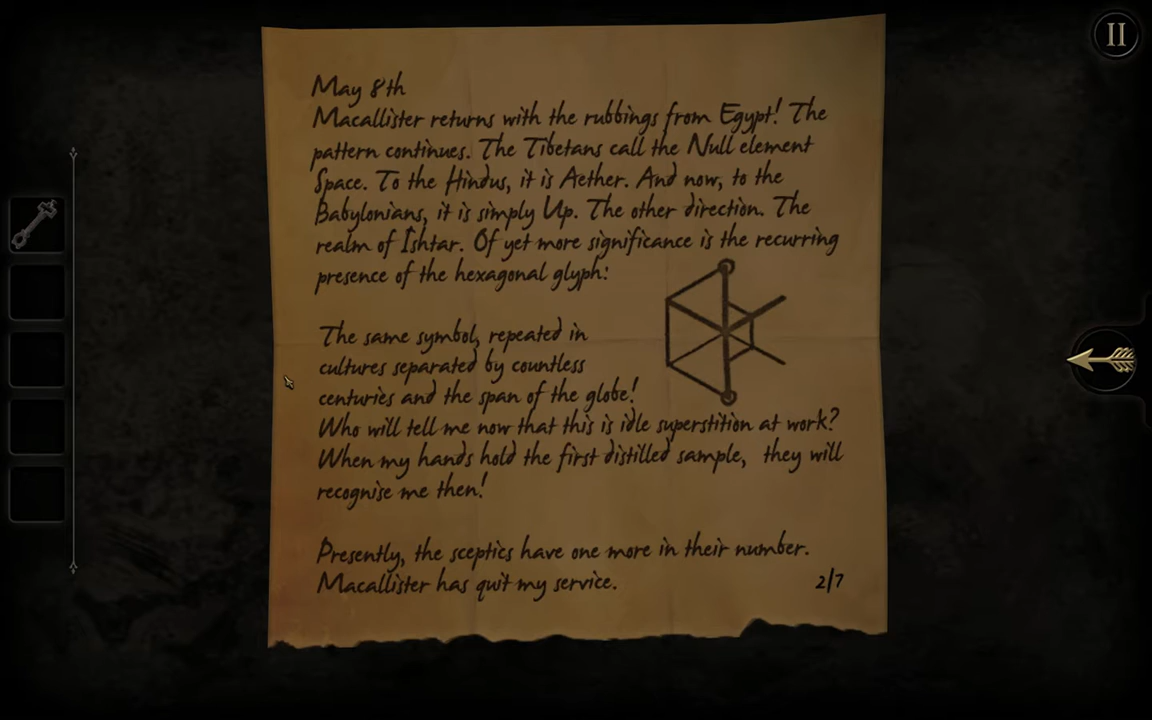 May 8th
Macallister returns with the rubbings from Egypt! The
pattern continues. The Tibetans call the Null element
Space. To the Hindus, it is Aether. And now, to the
Babylonians, it is simply Up. The other direction. The
realm of Ishtar. Of yet more significance is the recurring
presence of the hexagonal glyph:
The same symbol, repeated in
cultures separated by countless
centuries and the span of the globe!
Who will tell me now that this is idle superstition at work?
When my hands hold the first distilled sample, they will
recognise me then!
Presently, the sceptics have one more in their number.
Macallister has quit my service.
2/7